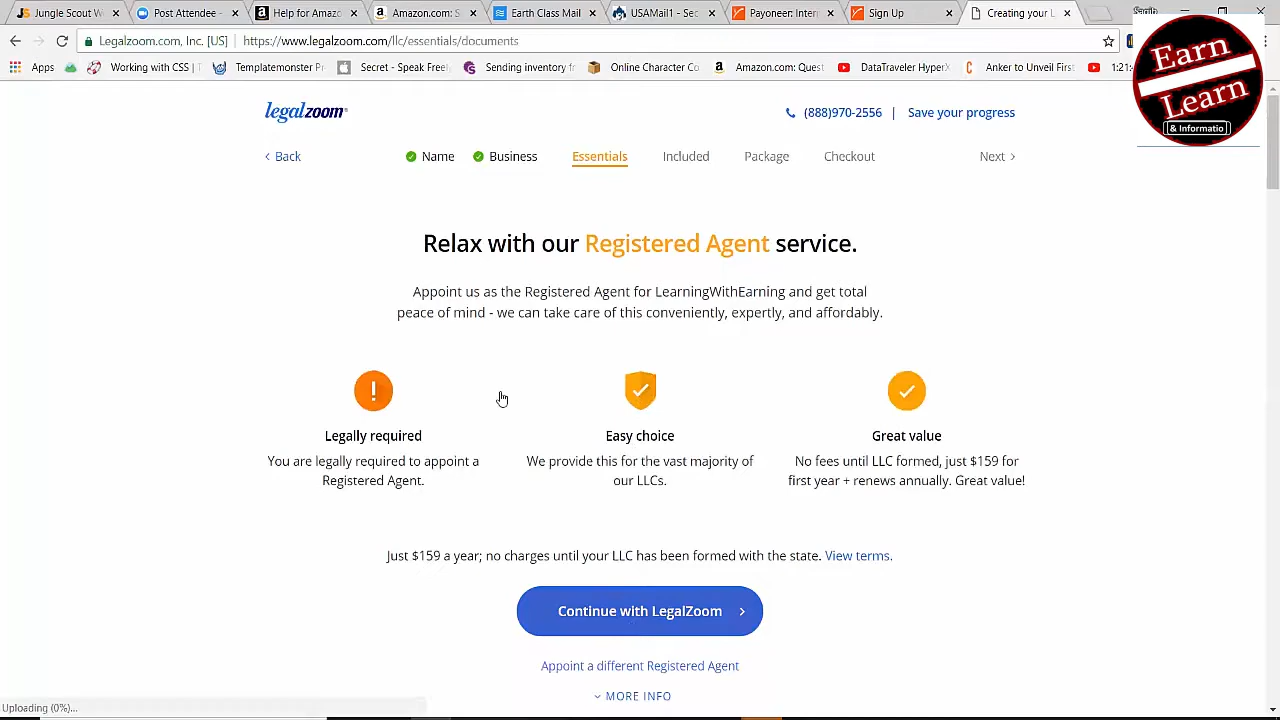 Jungle Scout W
Post Attendee -
Help for Amazo
Amazon.com: S
Earth Class Mail
USAMail1 - Sec
Payoneer: Inter
Sign Up
Creating your L
Legalzoom.com, Inc. [US] https://www.legalzoom.com/llc/essentials/documents
Apps
Working with CSS | T
Templatemonster Pr
Secret - Speak Freely
Sending inventory fr
Online Character Co
Amazon.com: Quest
DataTraveler HyperX
Anker to Unveil First
1:21
Earn
Learn
& Informatio
legalzoom
(888)970-2556 | Save your progress
Back
Name
Business
Essentials
Included
Package
Checkout
Next
Relax with our Registered Agent service.
Appoint us as the Registered Agent for LearningWithEarning and get total
peace of mind - we can take care of this conveniently, expertly, and affordably.
Legally required
You are legally required to appoint a
Registered Agent.
Easy choice
We provide this for the vast majority of
our LLCs.
Great value
No fees until LLC formed, just $159 for
first year + renews annually. Great value!
Just $159 a year; no charges until your LLC has been formed with the state. View terms.
Continue with LegalZoom
Appoint a different Registered Agent
MORE INFO
Uploading (0%)...